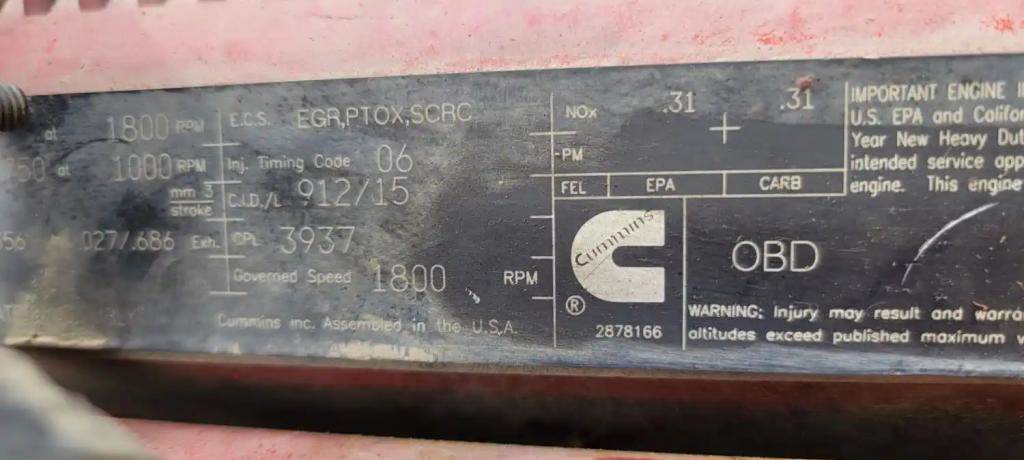 at 1800 RPM
50 at 1000 RPM
mm 3
stroke
56 .027/.686 Exh.
E.C.S. EGR,PTOX,SCRC
Inj. Timing Code 06
C.I.D./L 912/15
CPL 3937
Governed Speed 1800 RPM
Cummins Inc. Assembled in the U.S.A.
NOx .31 .31
PM
FEL EPA CARB
Cummins
®
2878166
OBD
IMPORTANT ENGINE I
U.S. EPA and Califor
Year New Heavy Dut
intended service app
engine. This engine
WARNING: Injury may result and warra
altitudes exceed published maximum v